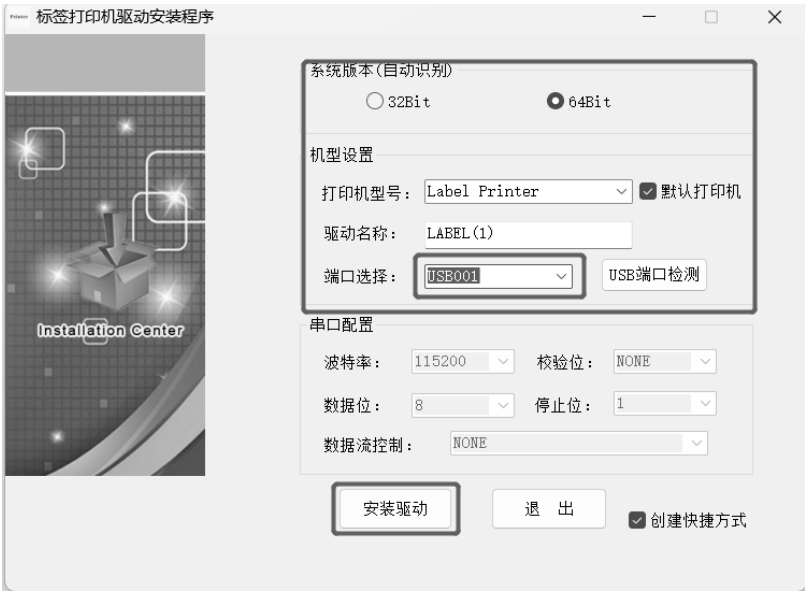 标签打印机驱动安装程序
系统版本(自动识别)
32Bit 64Bit
机型设置
打印机型号： Label Printer 默认打印机
驱动名称： LABEL(1)
端口选择： USB001 USB端口检测
Installation Center
串口配置
波特率： 115200 校验位： NONE
数据位： 8 停止位： 1
数据流控制： NONE
安装驱动 退 出 创建快捷方式